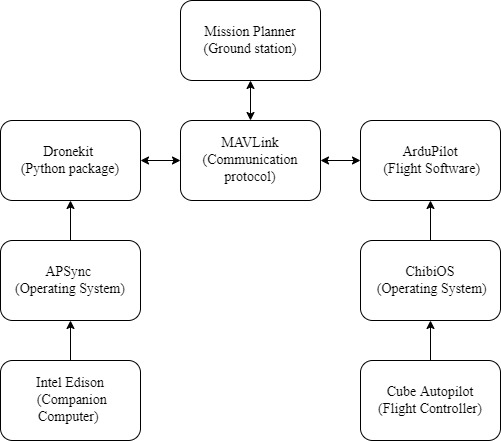 Mission Planner
(Ground station)
Dronekit
(Python package)
MAVLink
(Communication
protocol)
ArduPilot
(Flight Software)
APSync
(Operating System)
ChibiOS
(Operating System)
Intel Edison
(Companion
Computer)
Cube Autopilot
(Flight Controller)